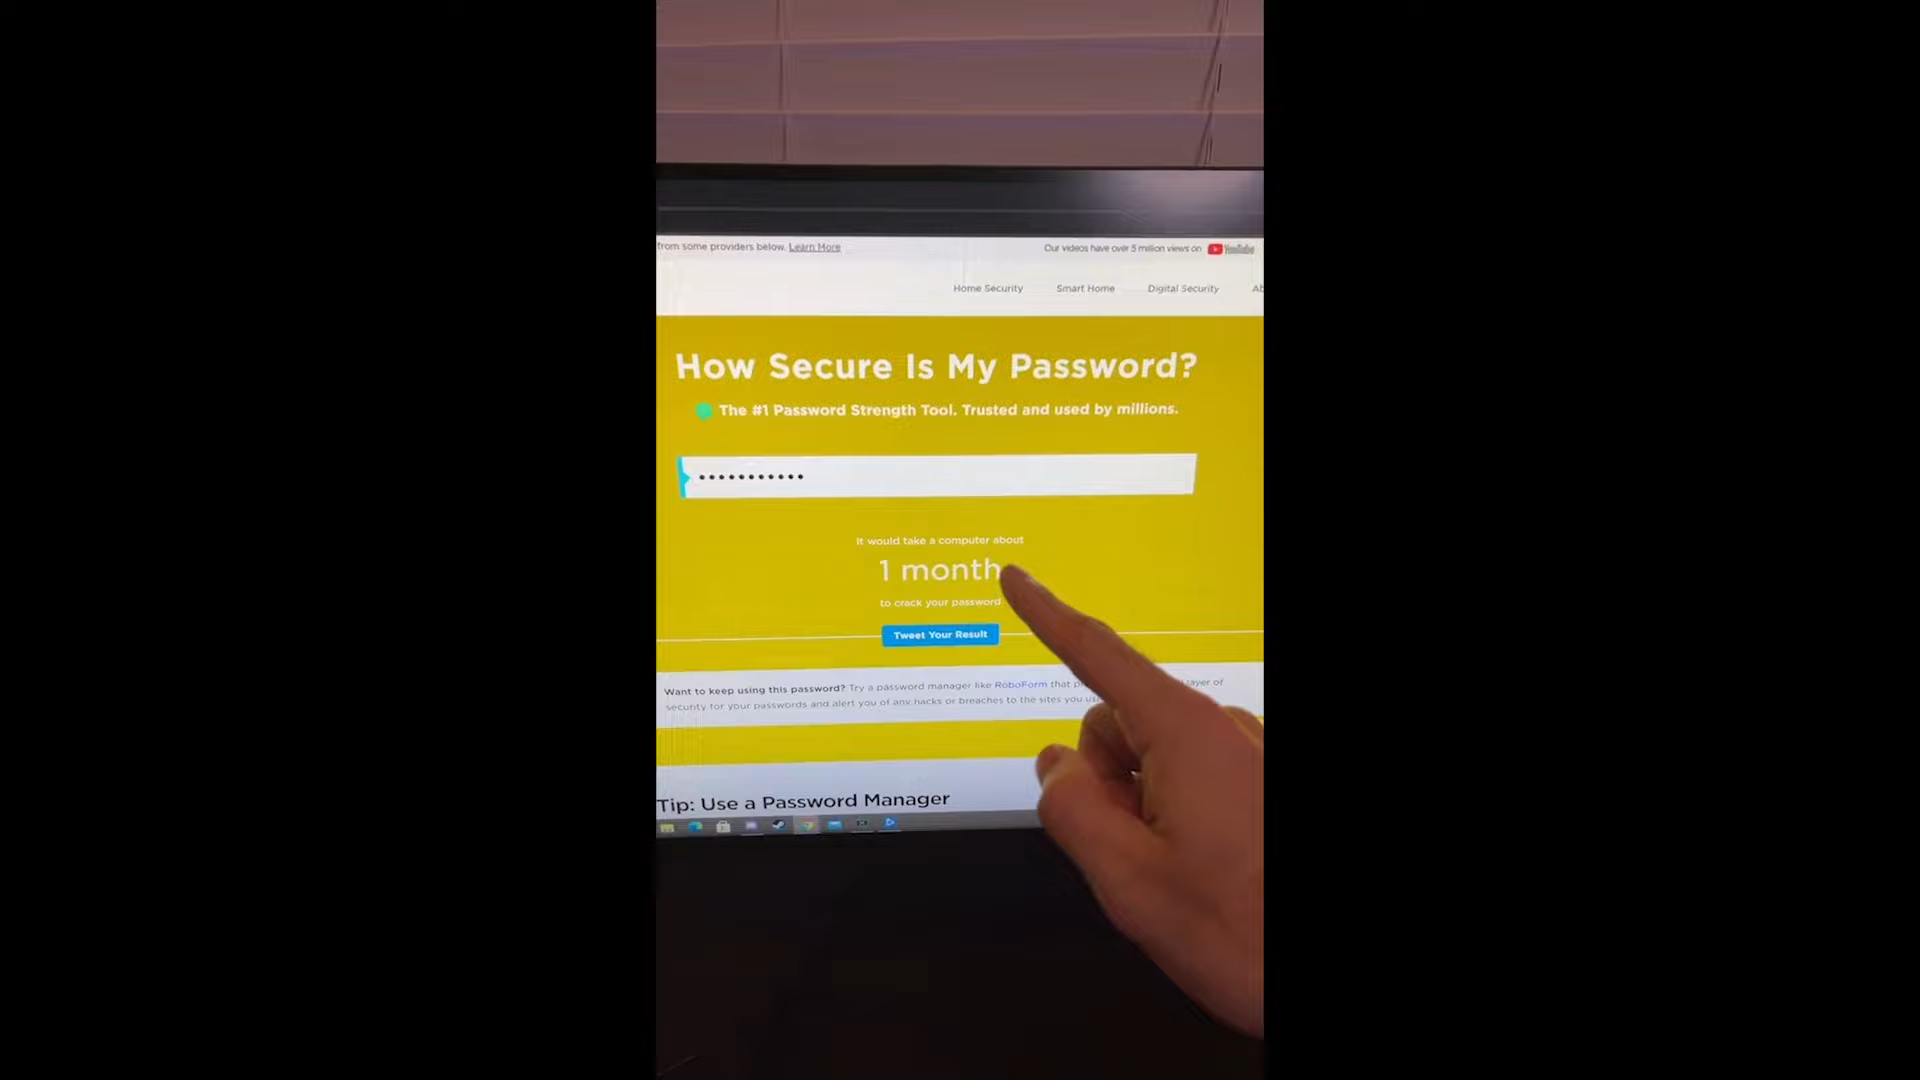 from some providers below. Learn More
Our videos have over 5 million views on YouTube
Home Security Smart Home Digital Security
How Secure Is My Password?
The #1 Password Strength Tool. Trusted and used by millions.
It would take a computer about
1 month
to crack your password
Tweet Your Result
Want to keep using this password? Try a password manager like RoboForm that layer of
security for your passwords and alert you of any hacks or breaches to the sites you
Tip: Use a Password Manager